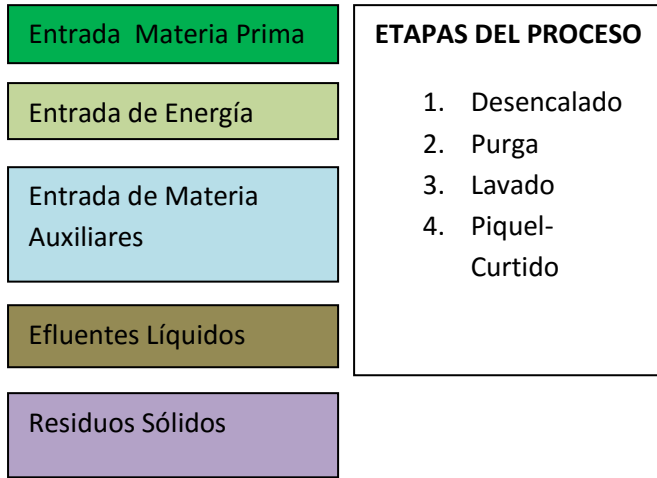 Entrada Materia Prima
Entrada de Energía
Entrada de Materia
Auxiliares
Efluentes Líquidos
Residuos Sólidos
ETAPAS DEL PROCESO
1. Desencalado
2. Purga
3. Lavado
4. Piquel-
Curtido